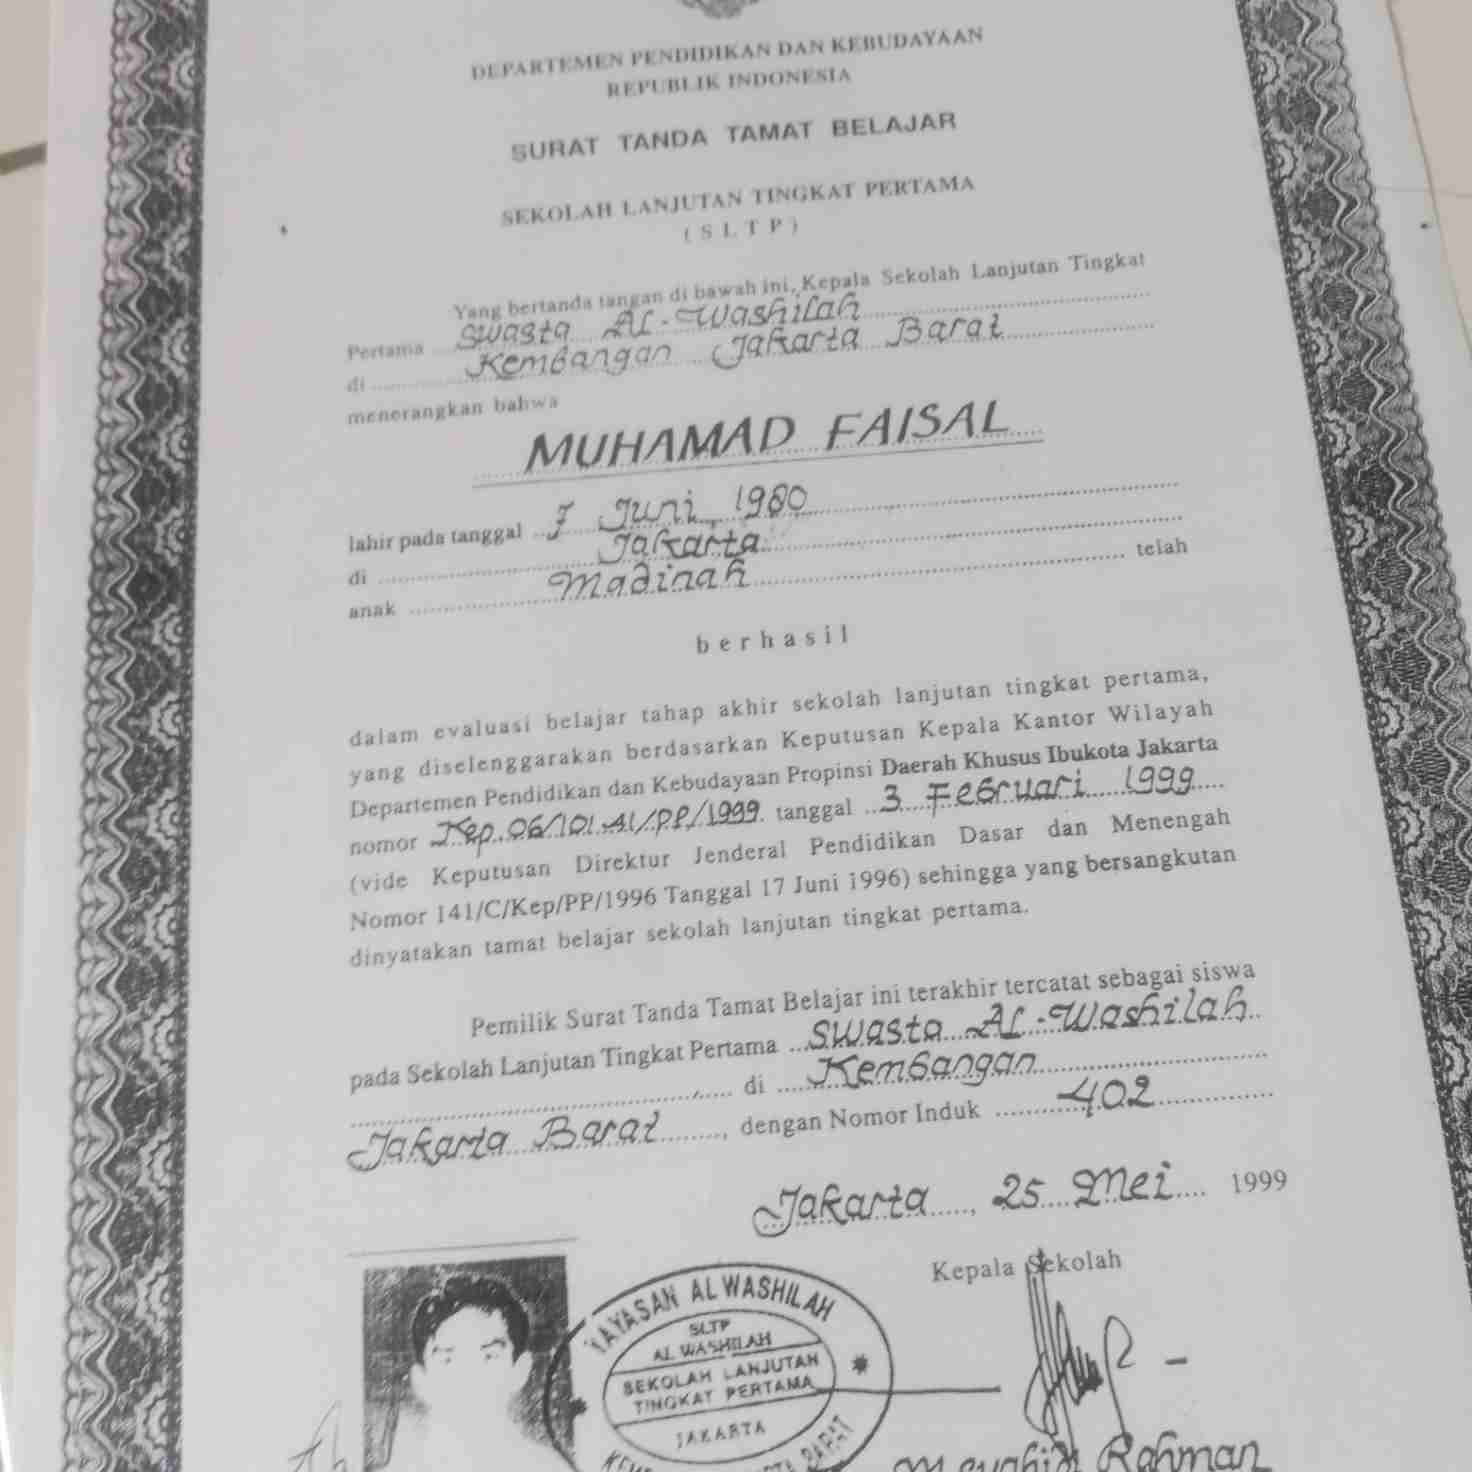 DEPARTEMEN PENDIDIKAN DAN KEBUDAYAAN
REPUBLIK INDONESIA
SURAT TANDA TAMAT BELAJAR
SEKOLAH LANJUTAN TINGKAT PERTAMA
( S L T P )
Yang bertanda tangan di bawah ini, Kepala Sekolah Lanjutan Tingkat
Pertama Swasta AL-Washilah
di Kembangan Jakarta Barat
menerangkan bahwa
MUHAMAD FAISAL
lahir pada tanggal 7 Juni, 1980
di Jakarta
anak Madinah telah
berhasil
dalam evaluasi belajar tahap akhir sekolah lanjutan tingkat pertama,
yang diselenggarakan berdasarkan Keputusan Kepala Kantor Wilayah
Departemen Pendidikan dan Kebudayaan Propinsi Daerah Khusus Ibukota Jakarta
nomor Kep.06/101.A1/PP/1999 tanggal 3 Februari 1999
(vide Keputusan Direktur Jenderal Pendidikan Dasar dan Menengah
Nomor 141/C/Kep/PP/1996 Tanggal 17 Juni 1996) sehingga yang bersangkutan
dinyatakan tamat belajar sekolah lanjutan tingkat pertama.
Pemilik Surat Tanda Tamat Belajar ini terakhir tercatat sebagai siswa
pada Sekolah Lanjutan Tingkat Pertama Swasta AL-Washilah
di Kembangan
Jakarta Barat, dengan Nomor Induk 402
Jakarta, 25 Mei 1999
Kepala Sekolah
YAYASAN AL WASHILAH
SLTP
AL WASHILAH
SEKOLAH LANJUTAN
TINGKAT PERTAMA
JAKARTA
BARAT
Rahman